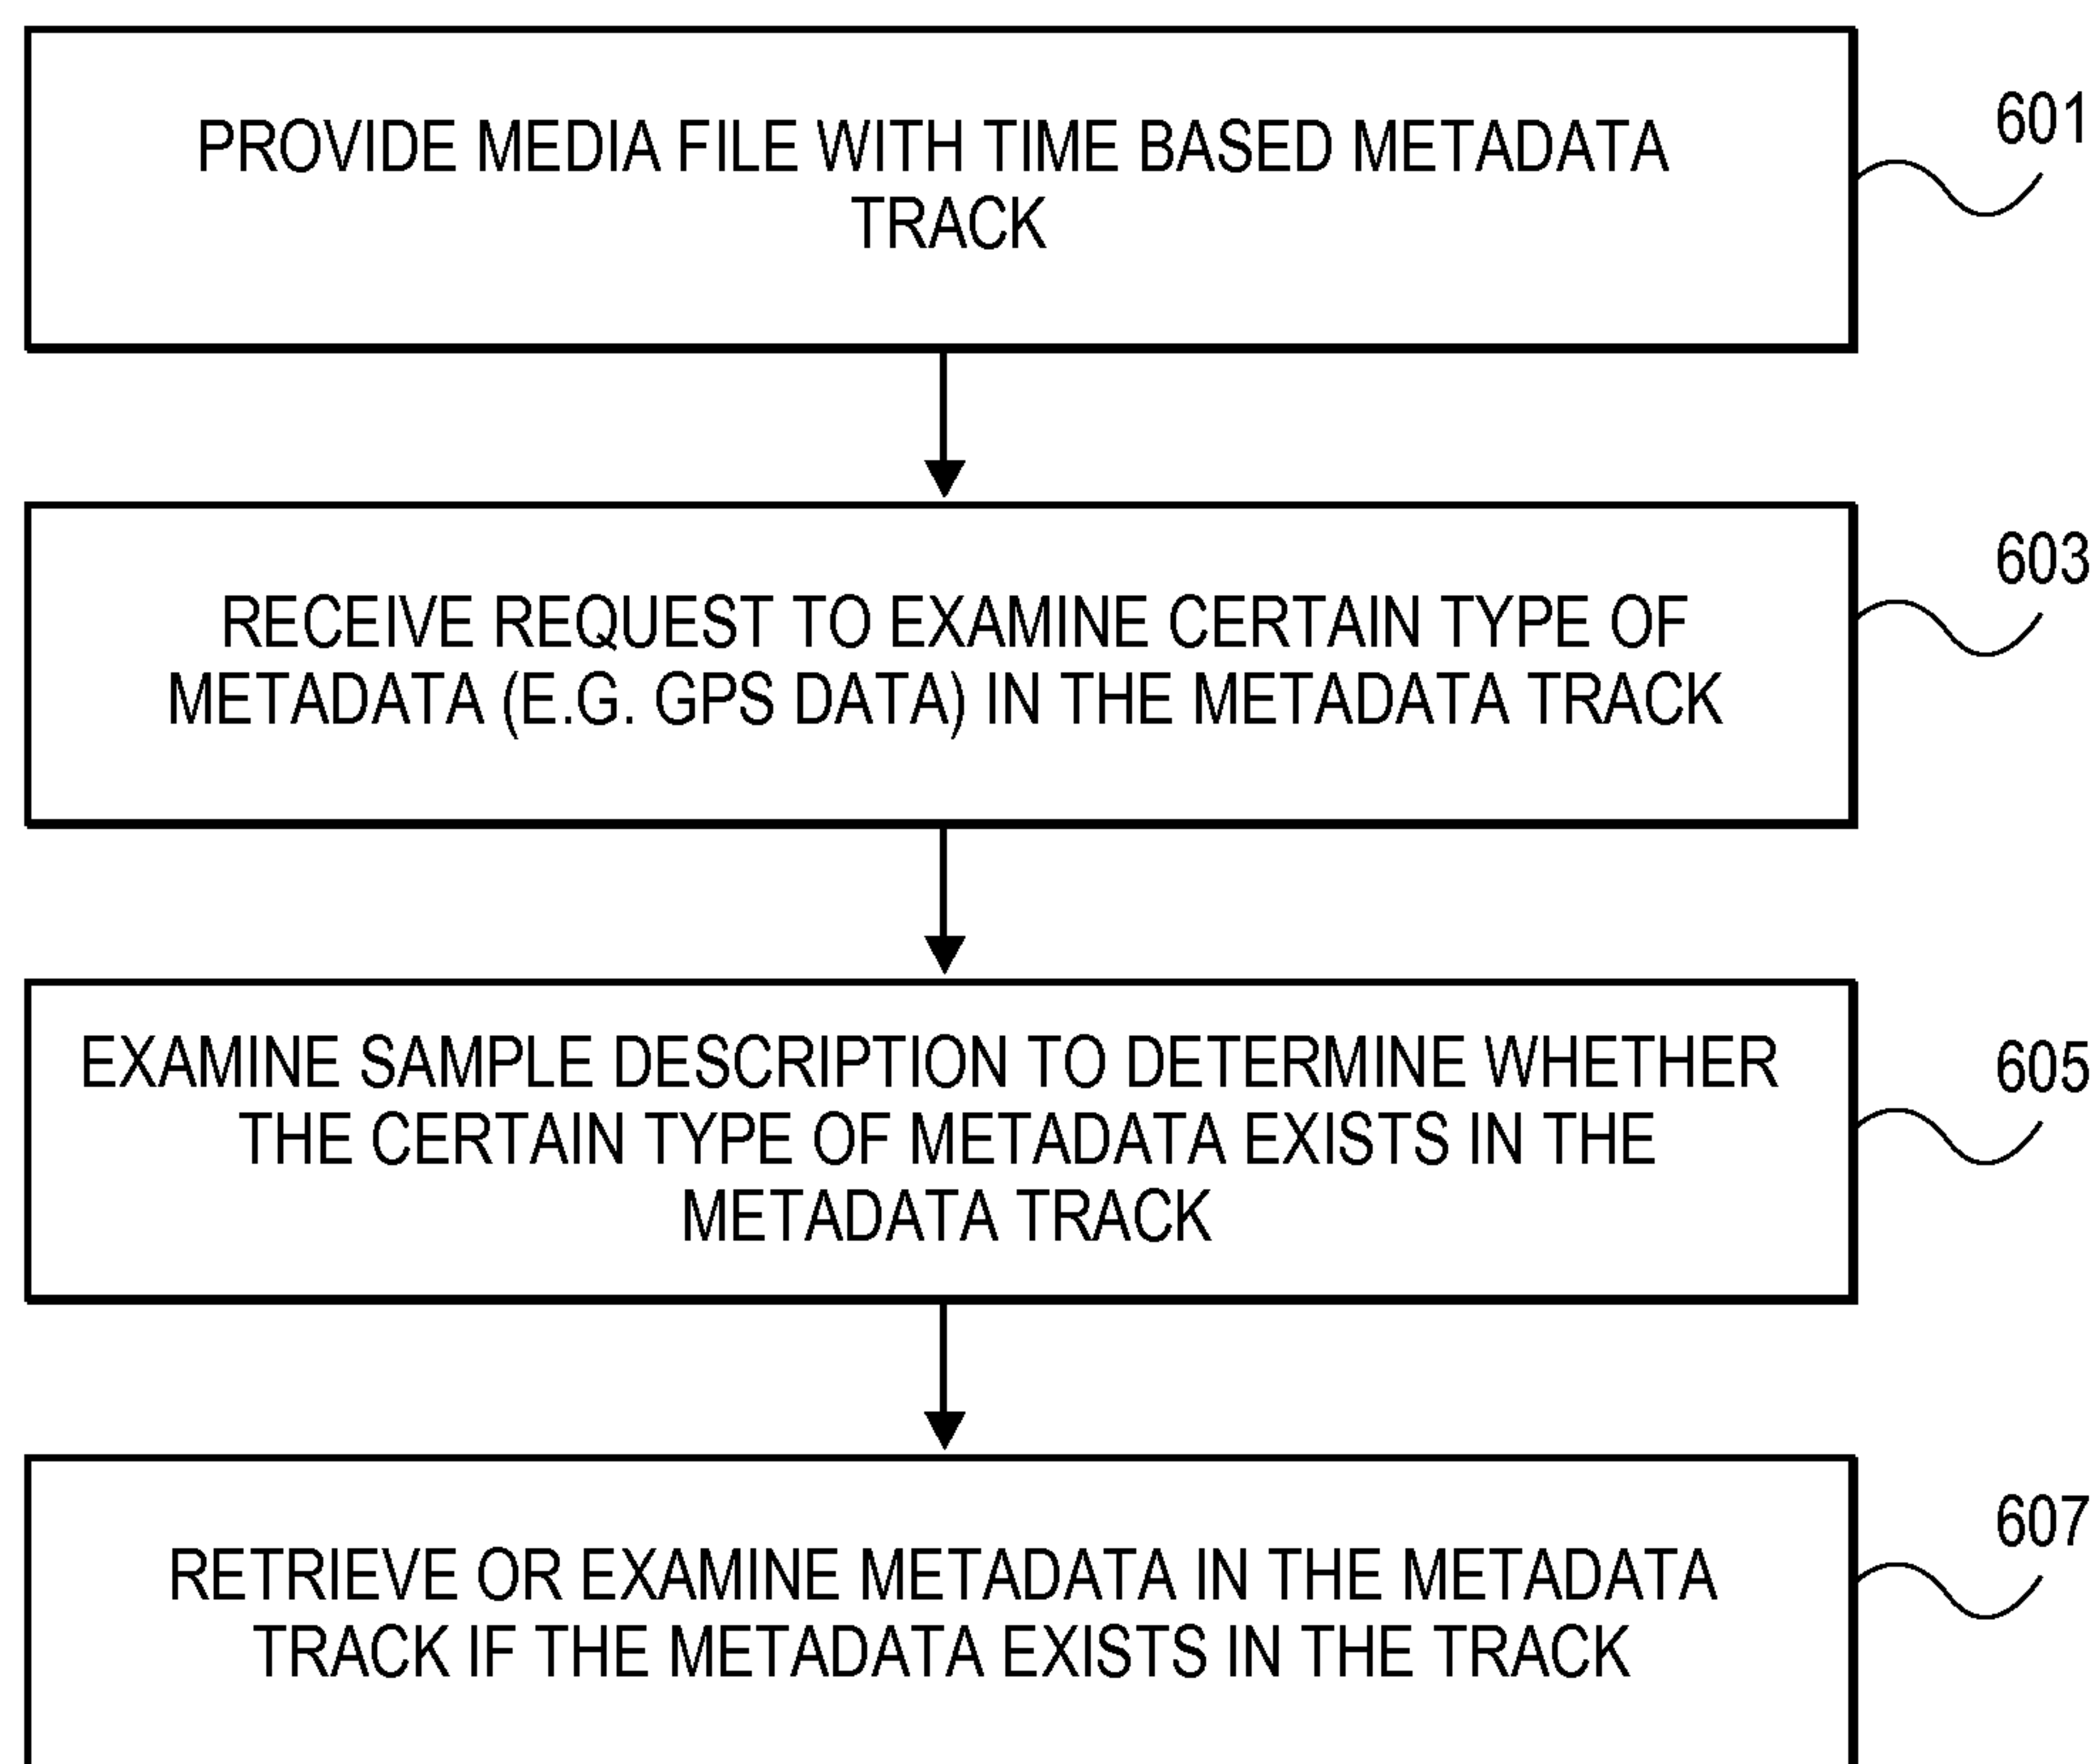 PROVIDE MEDIA FILE WITH TIME BASED METADATA
TRACK
601
RECEIVE REQUEST TO EXAMINE CERTAIN TYPE OF
METADATA (E.G. GPS DATA) IN THE METADATA TRACK
603
EXAMINE SAMPLE DESCRIPTION TO DETERMINE WHETHER
THE CERTAIN TYPE OF METADATA EXISTS IN THE
METADATA TRACK
605
RETRIEVE OR EXAMINE METADATA IN THE METADATA
TRACK IF THE METADATA EXISTS IN THE TRACK
607